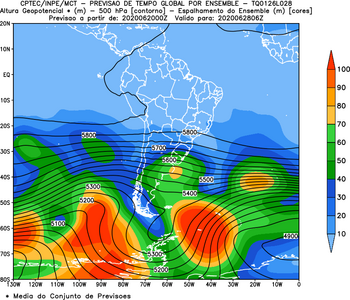 CPTEC/INPE/MCT - PREVISAO DE TEMPO GLOBAL POR ENSEMBLE - TQ0126L028
Altura Geopotencial * (m) - 500 hPa [contorno] - Espalhamento do Ensemble (m) [cores]
Previsao a partir de: 2020062000Z Valido para: 2020062806Z
20N
10N
EQ
10S
20S
30S
40S
50S
60S
70S
80S
130W 120W 110W 100W 90W 80W 70W 60W 50W 40W 30W 20W 10W 0
5800
5800
5700
5600
5500
5400
5300
5200
5100
4900
5300
5200
100
90
80
70
60
50
40
30
20
10
* Media do Conjunto de Previsoes